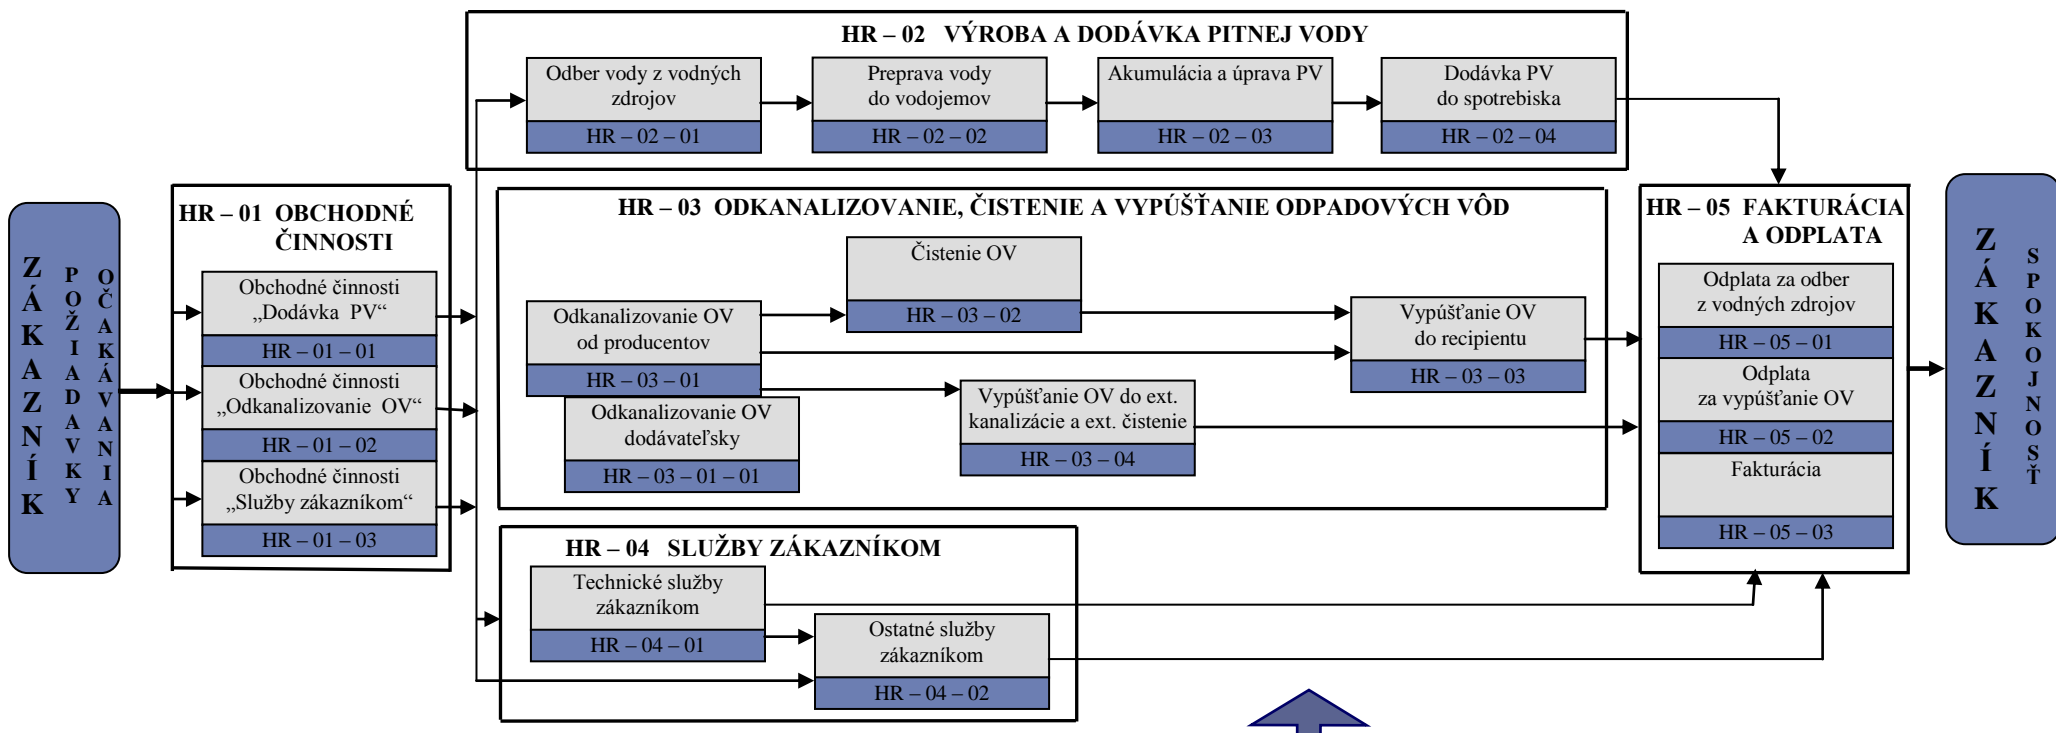 HR – 02 VÝROBA A DODÁVKA PITNEJ VODY
Odber vody z vodných
zdrojov
HR – 02 – 01
Preprava vody
do vodojemov
HR – 02 – 02
Akumulácia a úprava PV
HR – 02 – 03
Dodávka PV
do spotrebiska
HR – 02 – 04
ZÁKAZNÍK
POŽIADAVKY
OČAKÁVANIA
HR – 01 OBCHODNÉ
ČINNOSTI
Obchodné činnosti
„Dodávka PV“
HR – 01 – 01
Obchodné činnosti
„Odkanalizovanie OV“
HR – 01 – 02
Obchodné činnosti
„Služby zákazníkom“
HR – 01 – 03
HR – 03 ODKANALIZOVANIE, ČISTENIE A VYPÚŠŤANIE ODPADOVÝCH VÔD
Čistenie OV
HR – 03 – 02
Odkanalizovanie OV
od producentov
HR – 03 – 01
Odkanalizovanie OV
dodávateľsky
HR – 03 – 01 – 01
Vypúšťanie OV do ext.
kanalizácie a ext. čistenie
HR – 03 – 04
Vypúšťanie OV
do recipientu
HR – 03 – 03
HR – 04 SLUŽBY ZÁKAZNÍKOM
Technické služby
zákazníkom
HR – 04 – 01
Ostatné služby
zákazníkom
HR – 04 – 02
HR – 05 FAKTURÁCIA
A ODPLATA
Odplata za odber
z vodných zdrojov
HR – 05 – 01
Odplata
za vypúšťanie OV
HR – 05 – 02
Fakturácia
HR – 05 – 03
ZÁKAZNÍK
SPOKOJNOSŤ